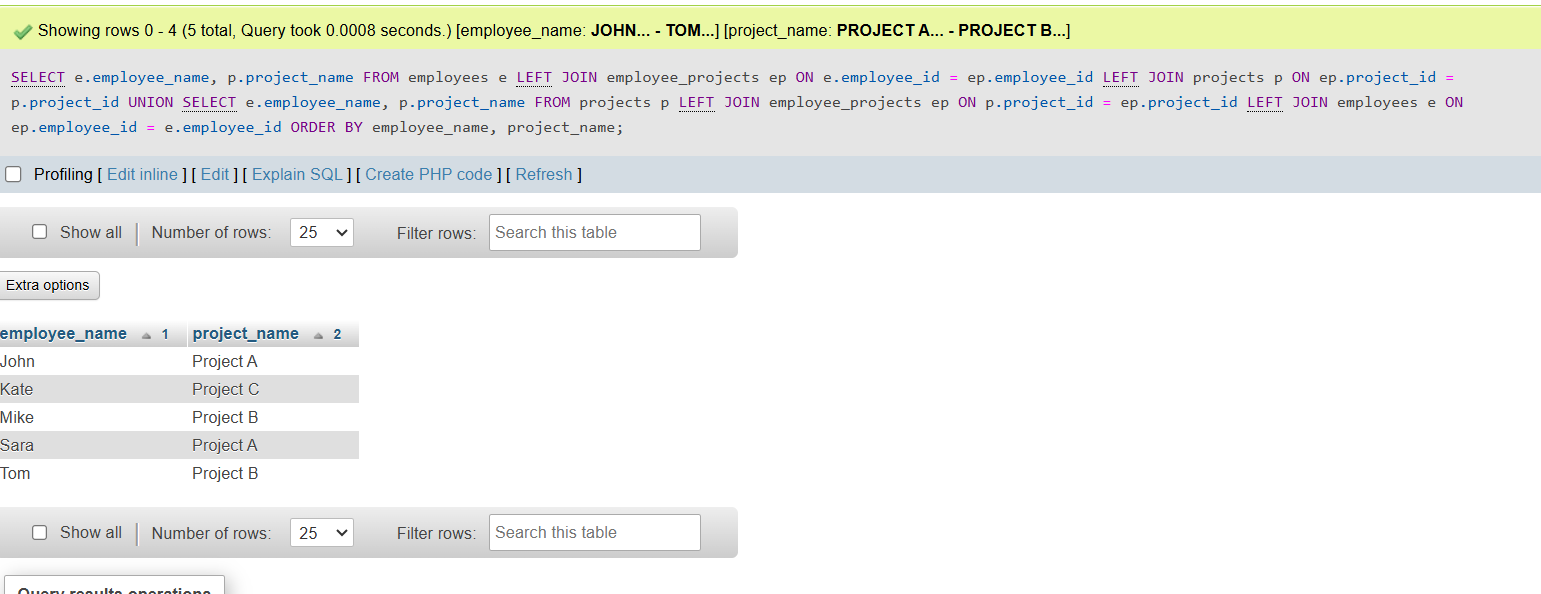 Showing rows 0 - 4 (5 total, Query took 0.0008 seconds.) [employee_name: JOHN... - TOM...] [project_name: PROJECT A... - PROJECT B...]
SELECT e.employee_name, p.project_name FROM employees e LEFT JOIN employee_projects ep ON e.employee_id = ep.employee_id LEFT JOIN projects p ON ep.project_id =
p.project_id UNION SELECT e.employee_name, p.project_name FROM projects p LEFT JOIN employee_projects ep ON p.project_id = ep.project_id LEFT JOIN employees e ON
ep.employee_id = e.employee_id ORDER BY employee_name, project_name;
Profiling [ Edit inline ] [ Edit ] [ Explain SQL ] [ Create PHP code ] [ Refresh ]
Show all | Number of rows: 25 Filter rows: Search this table
Extra options
employee_name 1 project_name 2
John Project A
Kate Project C
Mike Project B
Sara Project A
Tom Project B
Show all | Number of rows: 25 Filter rows: Search this table
Query results operations